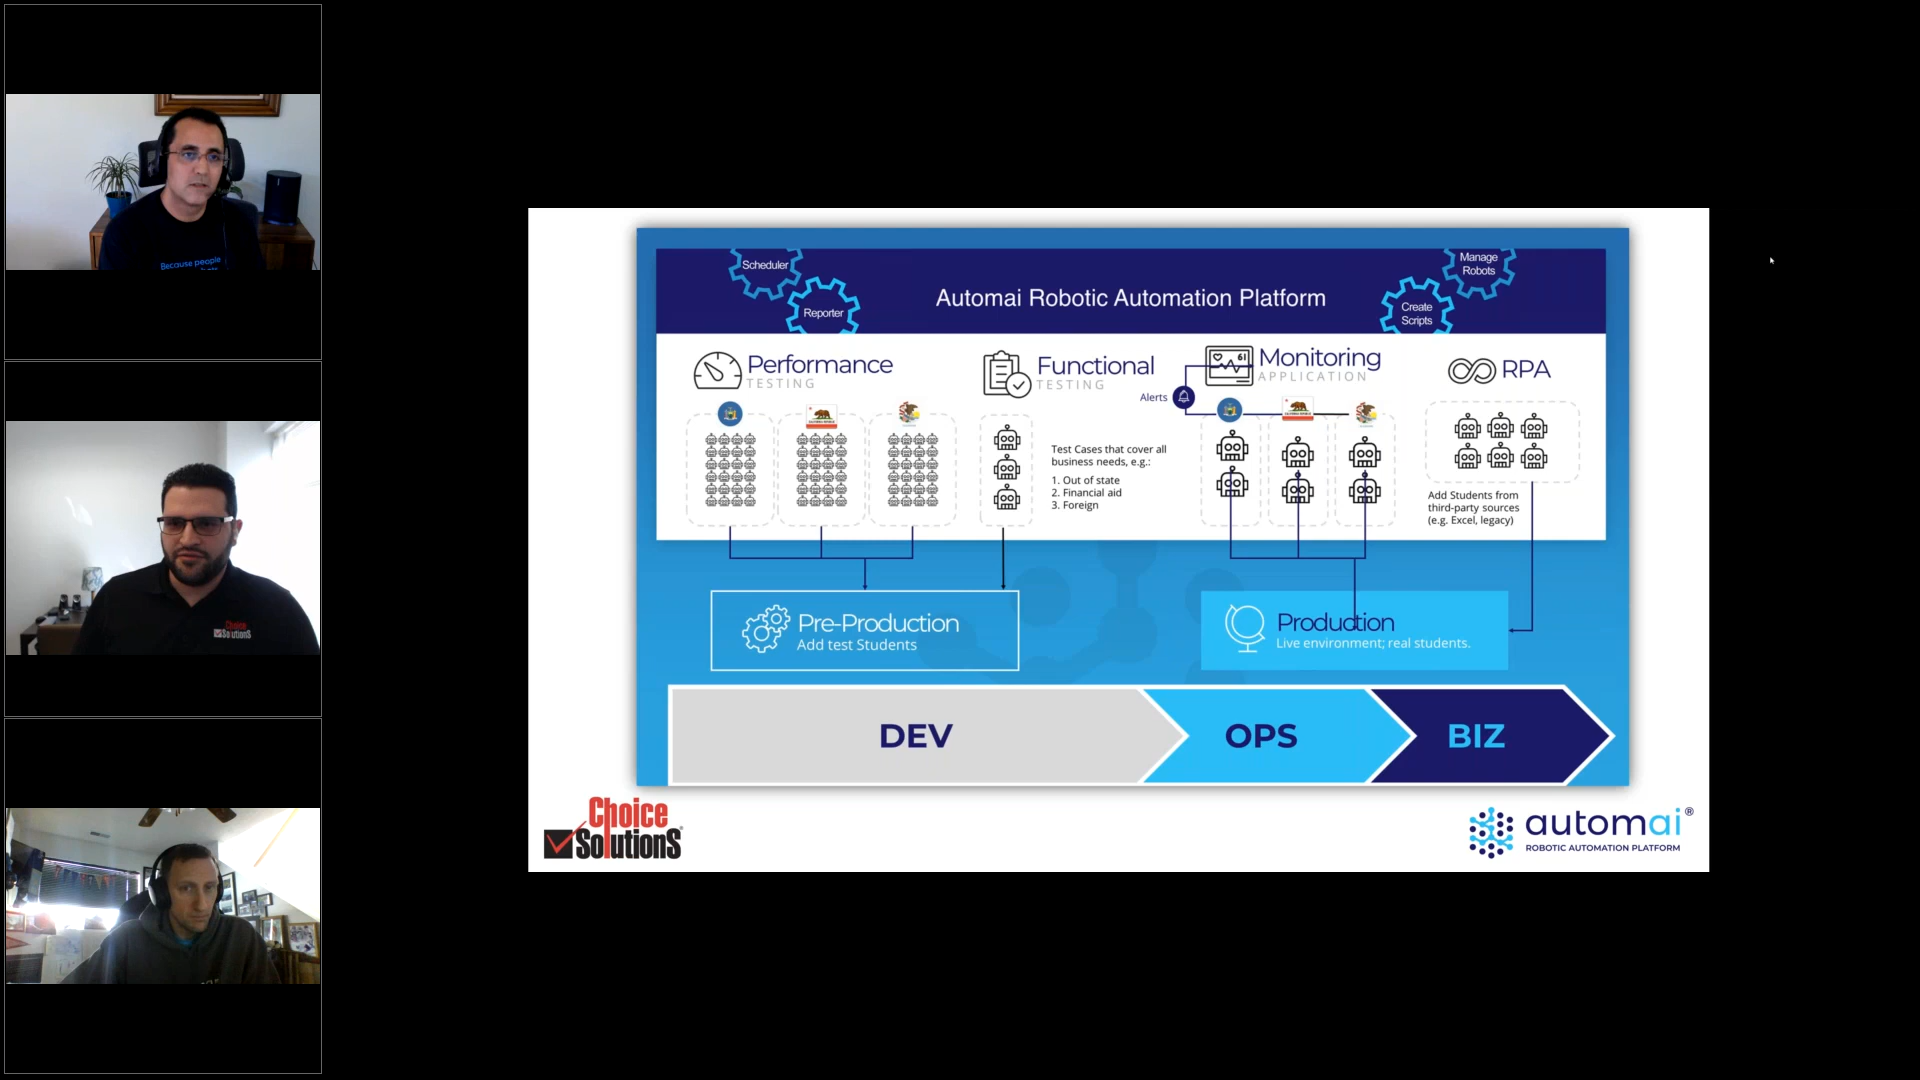 Because people
Choice
Solutions
Scheduler
Reporter
Automai Robotic Automation Platform
Manage
Robots
Create
Scripts
Performance
TESTING
Functional
TESTING
Test Cases that cover all
business needs, e.g.:
1. Out of state
2. Financial aid
3. Foreign
Alerts
61
Monitoring
APPLICATION
RPA
Add Students from
third-party sources
(e.g. Excel, legacy)
Pre-Production
Add test Students
Production
Live environment; real students.
DEV
OPS
BIZ
Choice
Solutions
automai®
ROBOTIC AUTOMATION PLATFORM